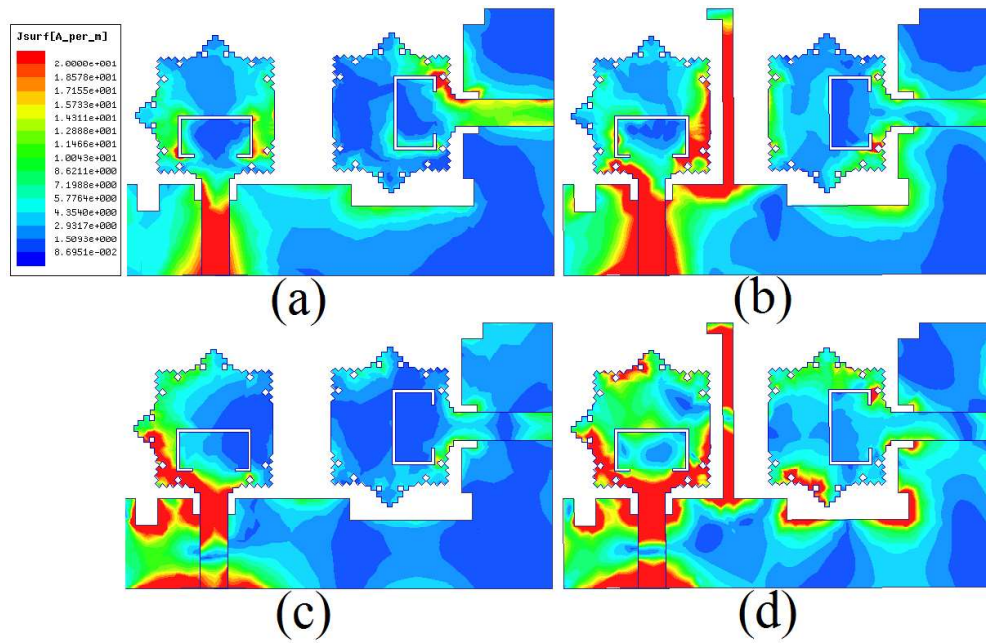 Jsurf[A_per_m]
2.0000e+001
1.8578e+001
1.7155e+001
1.5733e+001
1.4311e+001
1.2888e+001
1.1466e+001
1.0043e+001
8.6211e+000
7.1988e+000
5.7764e+000
4.3540e+000
2.9317e+000
1.5093e+000
8.6951e-002
(a)
(b)
(c)
(d)